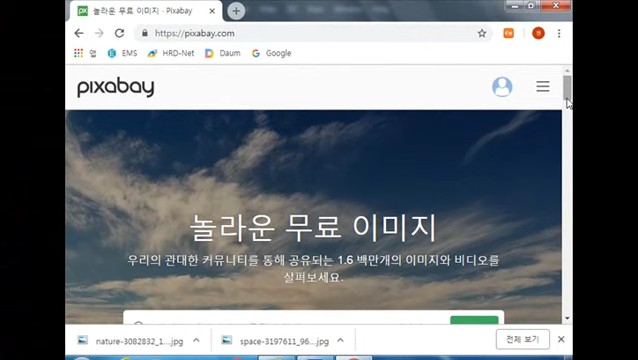 놀라운 무료 이미지 · Pixabay
https://pixabay.com
앱
EMS
HRD-Net
Daum
Google
pixabay
놀라운 무료 이미지
우리의 관대한 커뮤니티를 통해 공유되는 1.6 백만개의 이미지와 비디오를
살펴보세요.
nature-3082832_1....jpg
space-3197611_96....jpg
전체 보기